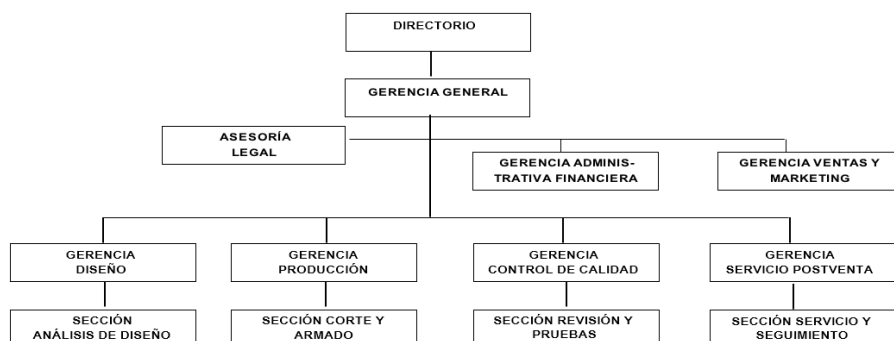 DIRECTORIO
GERENCIA GENERAL
ASESORÍA
LEGAL
GERENCIA ADMINIS-
TRATIVA FINANCIERA
GERENCIA VENTAS Y
MARKETING
GERENCIA
DISEÑO
GERENCIA
PRODUCCIÓN
GERENCIA
CONTROL DE CALIDAD
GERENCIA
SERVICIO POSTVENTA
SECCIÓN
ANÁLISIS DE DISEÑO
SECCIÓN CORTE Y
ARMADO
SECCIÓN REVISIÓN Y
PRUEBAS
SECCIÓN SERVICIO Y
SEGUIMIENTO